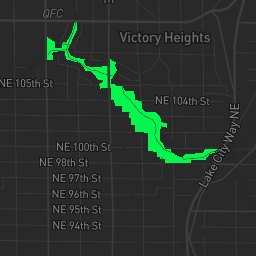 QFC
Victory Heights
NE 105th St
NE 104th St
Lake City Way NE
NE 100th St
NE 98th St
NE 97th St
NE 96th St
NE 95th St
NE 94th St